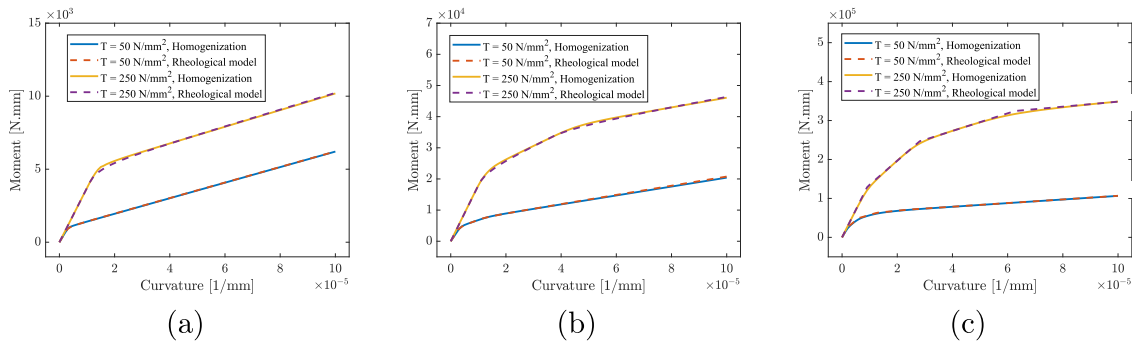 ×10³
15
10
5
0
Moment [N.mm]
T = 50 N/mm², Homogenization
T = 50 N/mm², Rheological model
T = 250 N/mm², Homogenization
T = 250 N/mm², Rheological model
0 2 4 6 8 10
Curvature [1/mm]
×10⁻⁵
(a)
×10⁴
7
6
5
4
3
2
1
0
Moment [N.mm]
T = 50 N/mm², Homogenization
T = 50 N/mm², Rheological model
T = 250 N/mm², Homogenization
T = 250 N/mm², Rheological model
0 2 4 6 8 10
Curvature [1/mm]
×10⁻⁵
(b)
×10⁵
5
4
3
2
1
0
Moment [N.mm]
T = 50 N/mm², Homogenization
T = 50 N/mm², Rheological model
T = 250 N/mm², Homogenization
T = 250 N/mm², Rheological model
0 2 4 6 8 10
Curvature [1/mm]
×10⁻⁵
(c)